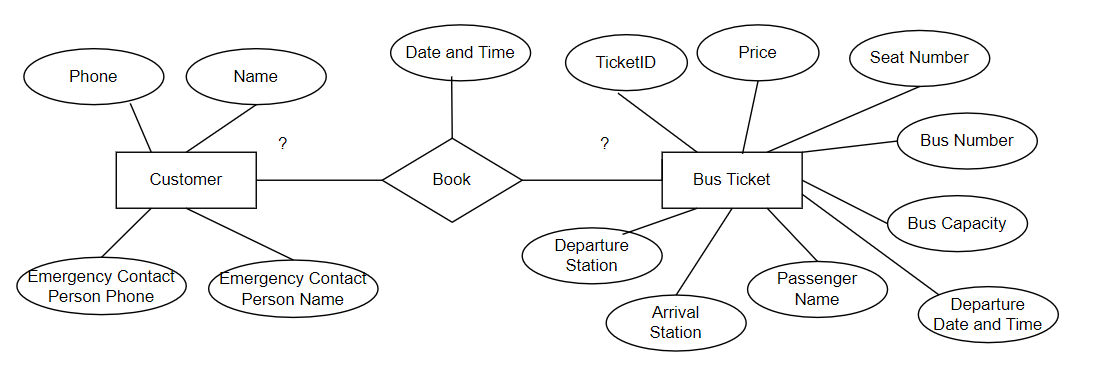 Phone
Name
Date and Time
TicketID
Price
Seat Number
?
?
Bus Number
Customer
Book
Bus Ticket
Bus Capacity
Emergency Contact
Person Phone
Emergency Contact
Person Name
Departure
Station
Arrival
Station
Passenger
Name
Departure
Date and Time